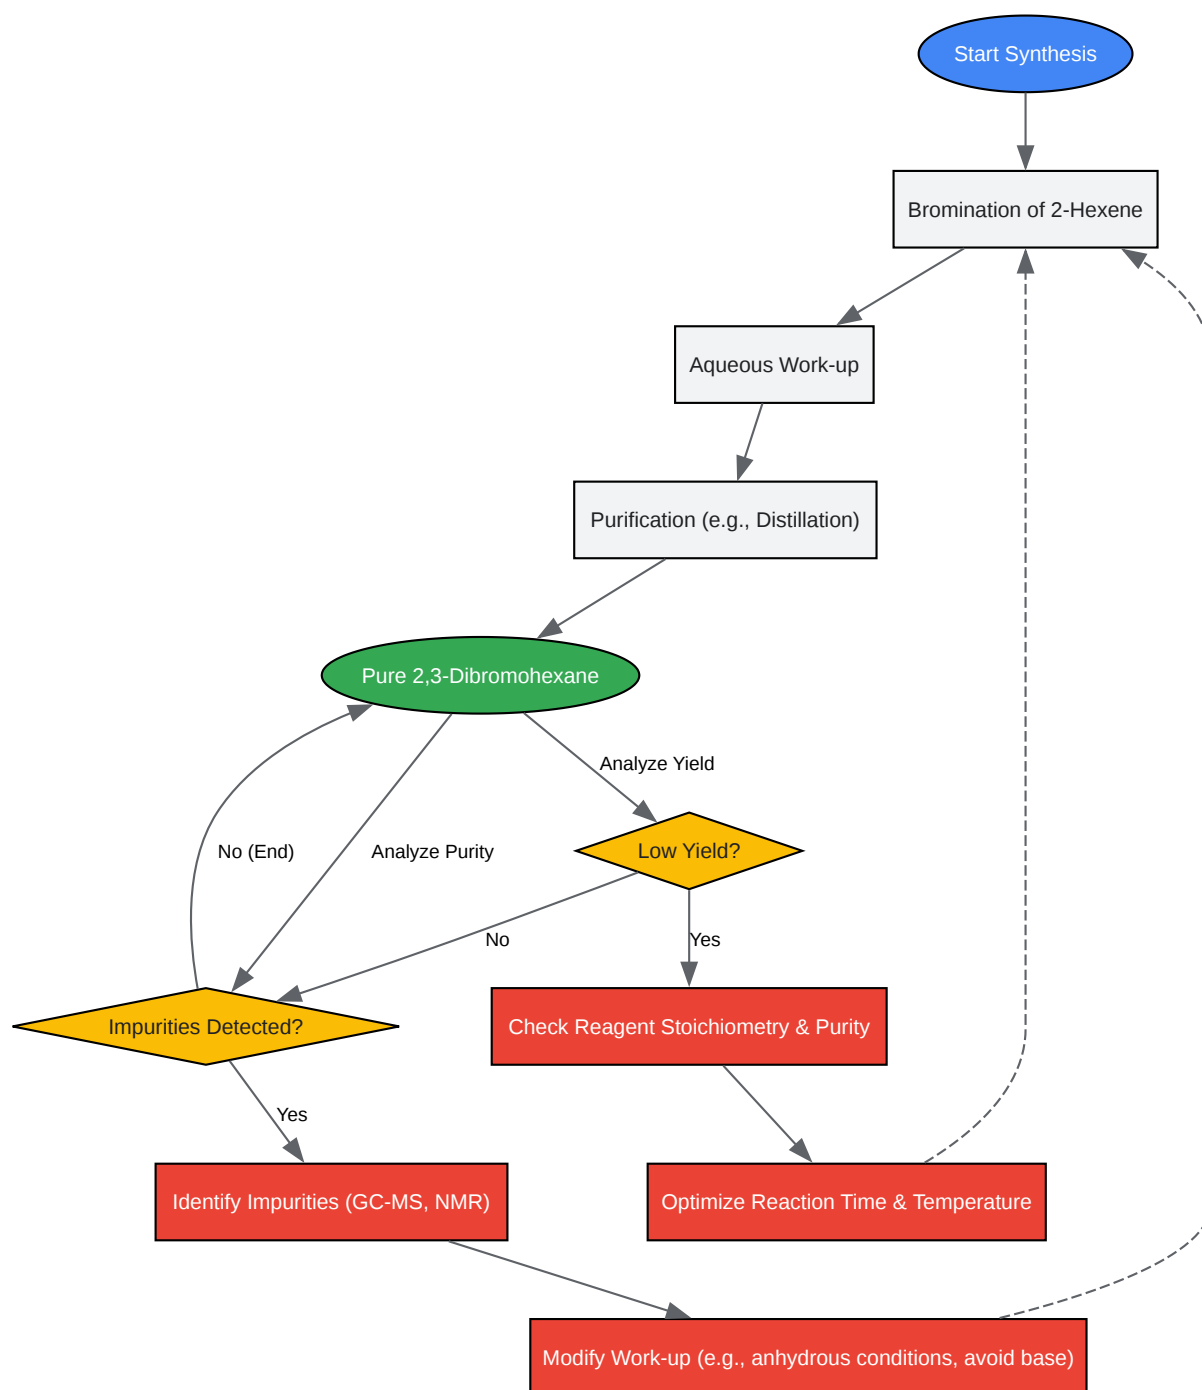 Start Synthesis
Bromination of 2-Hexene
Aqueous Work-up
Purification (e.g., Distillation)
Pure 2,3-Dibromohexane
Analyze Yield
No (End)
Analyze Purity
Low Yield?
No
Yes
Impurities Detected?
Check Reagent Stoichiometry & Purity
Yes
Identify Impurities (GC-MS, NMR)
Optimize Reaction Time & Temperature
Modify Work-up (e.g., anhydrous conditions, avoid base)